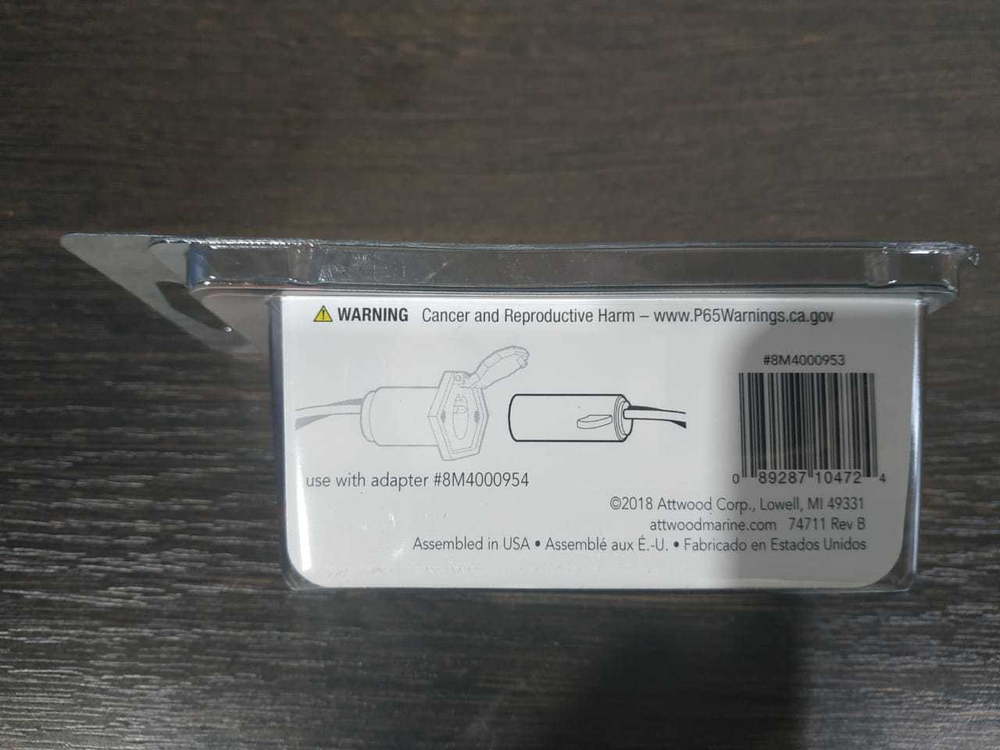 WARNING Cancer and Reproductive Harm – www.P65Warnings.ca.gov
#8M4000953
0 89287 10472 4
use with adapter #8M4000954
©2018 Attwood Corp., Lowell, MI 49331
attwoodmarine.com 74711 Rev B
Assembled in USA • Assemblé aux É.-U. • Fabricado en Estados Unidos